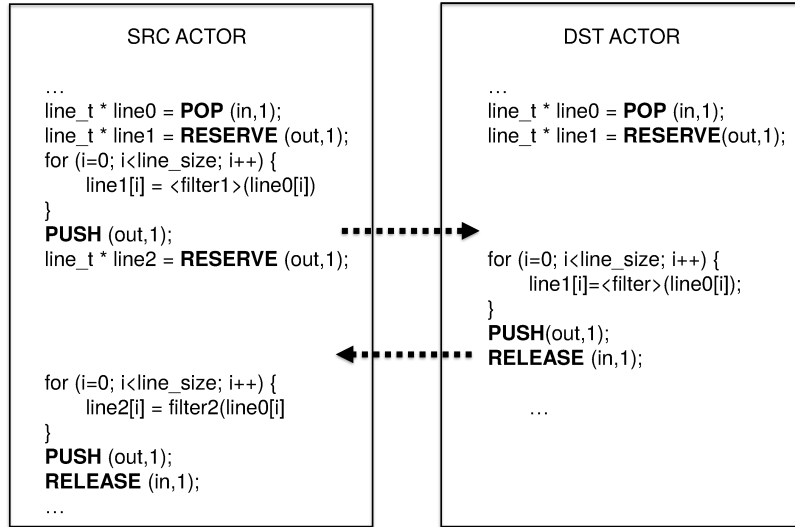 SRC ACTOR
...
line_t * line0 = POP (in,1);
line_t * line1 = RESERVE (out,1);
for (i=0; i<line_size; i++) {
line1[i] = <filter1>(line0[i])
}
PUSH (out,1);
line_t * line2 = RESERVE (out,1);
for (i=0; i<line_size; i++) {
line2[i] = filter2(line0[i]
}
PUSH (out,1);
RELEASE (in,1);
...
DST ACTOR
...
line_t * line0 = POP (in,1);
line_t * line1 = RESERVE(out,1);
for (i=0; i<line_size; i++) {
line1[i]=<filter>(line0[i]);
}
PUSH(out,1);
RELEASE (in,1);
...